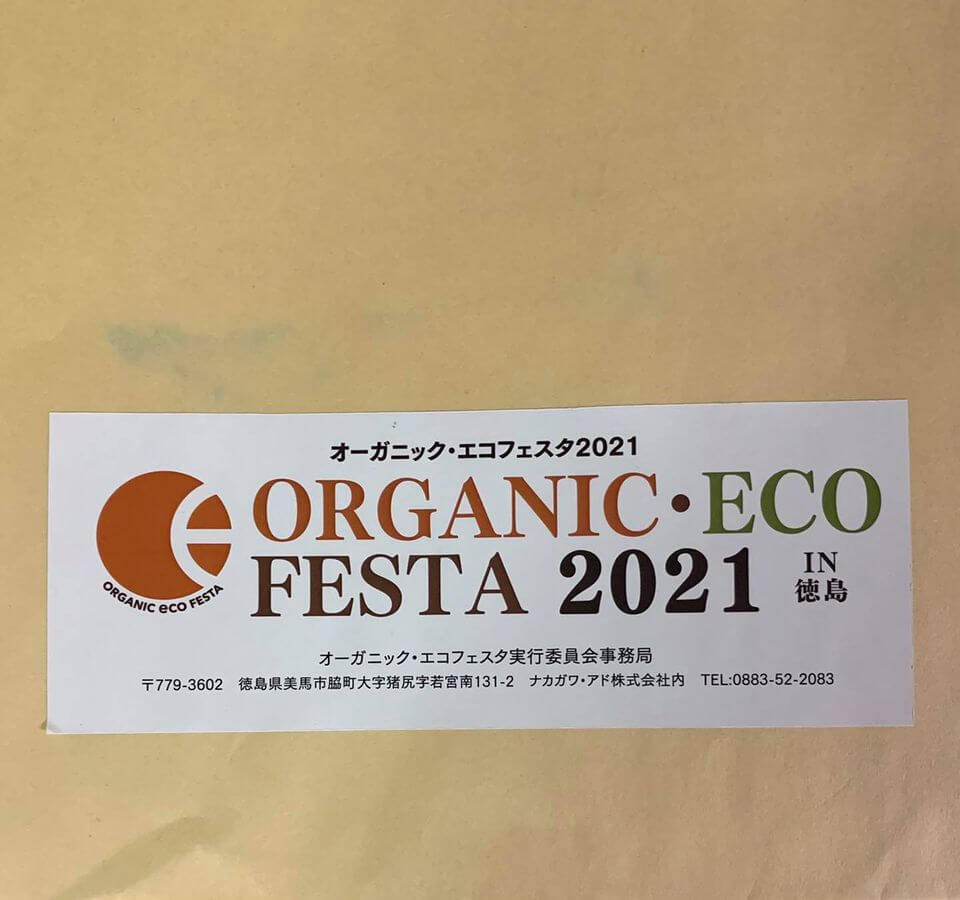 オーガニック・エコフェスタ2021
ORGANIC・ECO
FESTA 2021 IN 徳島
ORGANIC eCO FESTA
オーガニック・エコフェスタ実行委員会事務局
〒779-3602 徳島県美馬市脇町大字猪尻字若宮南131-2 ナカガワ・アド株式会社内 TEL:0883-52-2083